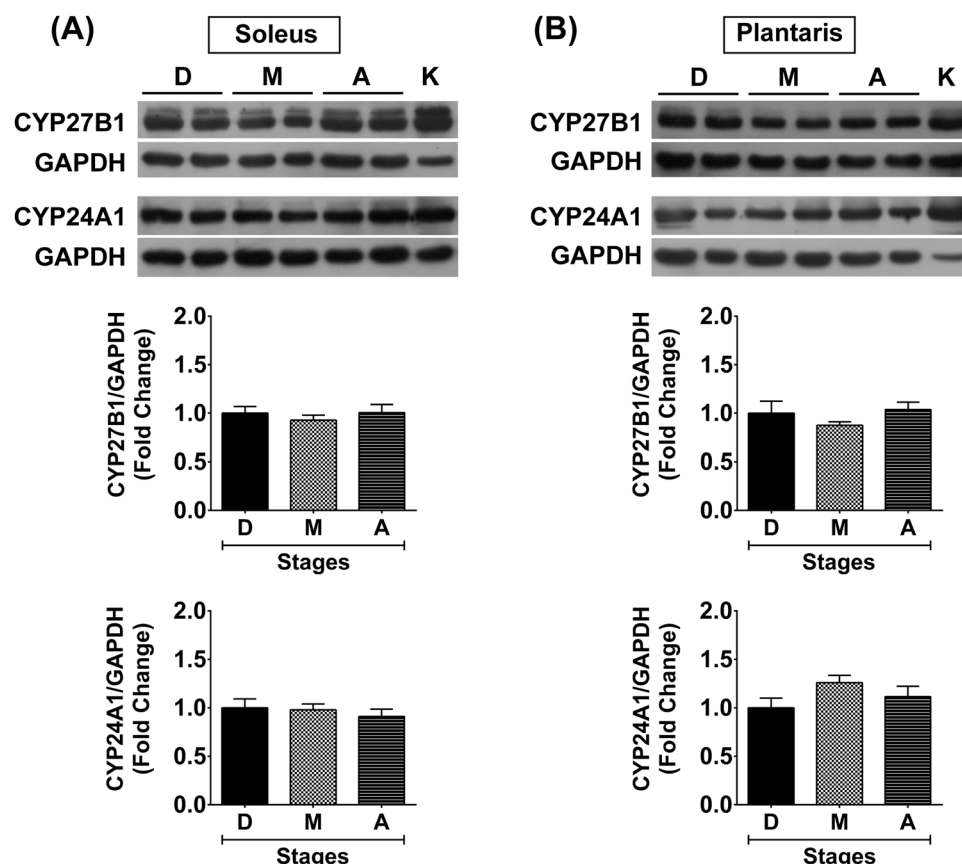 (A)
Soleus
D M A K
CYP27B1
GAPDH
CYP24A1
GAPDH
CYP27B1/GAPDH
(Fold Change)
2.0
1.5
1.0
0.5
0.0
D M A
Stages
CYP24A1/GAPDH
(Fold Change)
2.0
1.5
1.0
0.5
0.0
D M A
Stages
(B)
Plantaris
D M A K
CYP27B1
GAPDH
CYP24A1
GAPDH
CYP27B1/GAPDH
(Fold Change)
2.0
1.5
1.0
0.5
0.0
D M A
Stages
CYP24A1/GAPDH
(Fold Change)
2.0
1.5
1.0
0.5
0.0
D M A
Stages